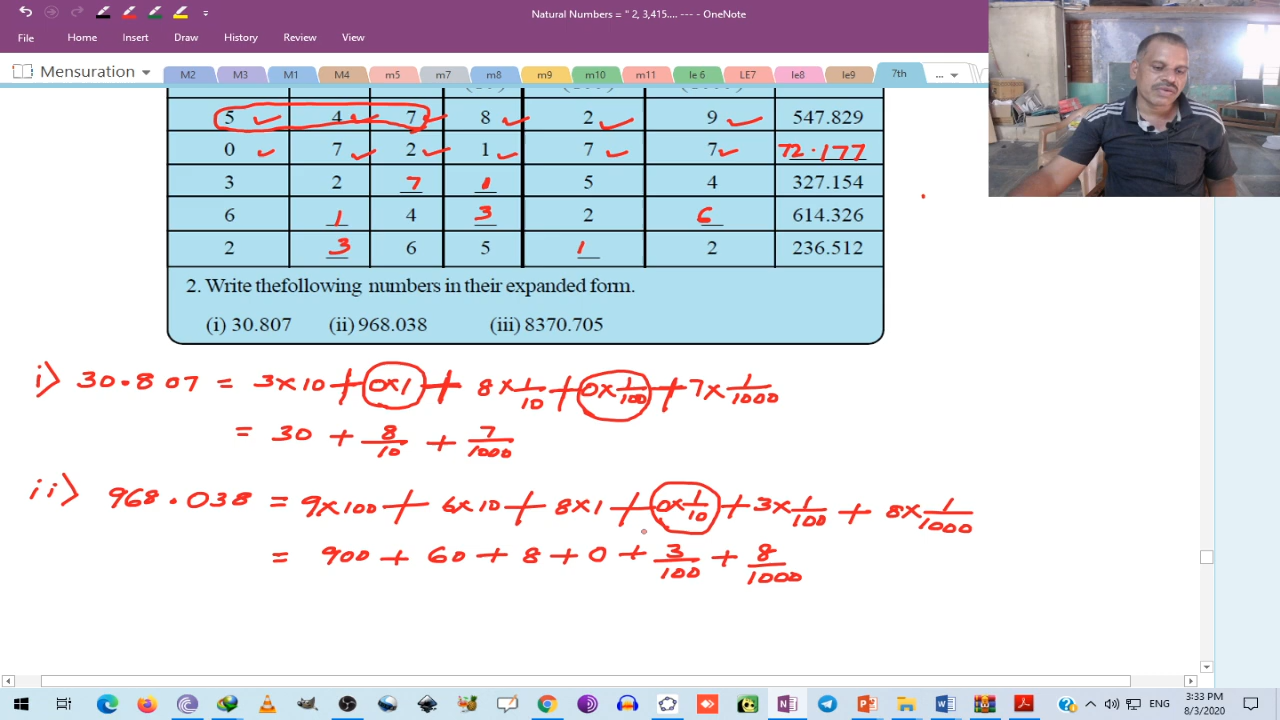 Natural Numbers = " 2, 3,415.... --- - OneNote
File Home Insert Draw History Review View
Mensuration M2 M3 M1 M4 m5 m7 m8 m9 m10 m11 le 6 LE7 le8 le9 7th ...
5 4 7 8 2 9 547.829
0 7 2 1 7 7 72.177
3 2 7 1 5 4 327.154
6 1 4 3 2 6 614.326
2 3 6 5 1 2 236.512
2. Write thefollowing numbers in their expanded form.
(i) 30.807 (ii) 968.038 (iii) 8370.705
i) 30.807 = 3×10 + 0×1 + 8×1/10 + 0×1/100 + 7×1/1000
= 30 + 8/10 + 7/1000
ii) 968.038 = 9×100 + 6×10 + 8×1 + 0×1/10 + 3×1/100 + 8×1/1000
= 900 + 60 + 8 + 0 + 3/100 + 8/1000
ENG 3:33 PM
8/3/2020